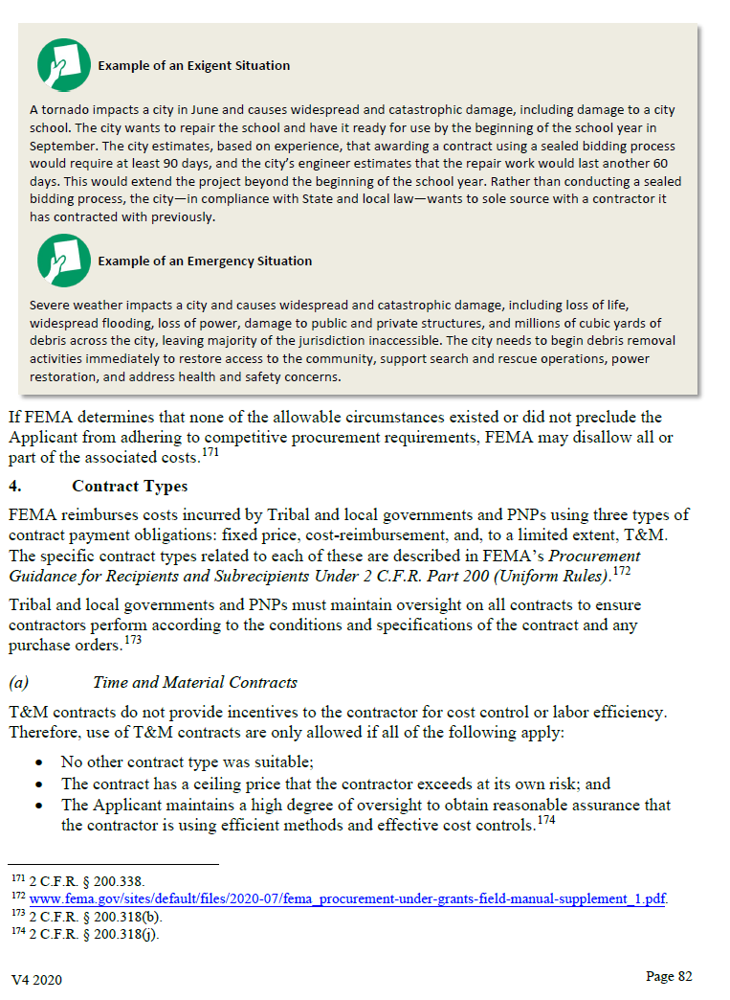 Example of an Exigent Situation
A tornado impacts a city in June and causes widespread and catastrophic damage, including damage to a city
school. The city wants to repair the school and have it ready for use by the beginning of the school year in
September. The city estimates, based on experience, that awarding a contract using a sealed bidding process
would require at least 90 days, and the city's engineer estimates that the repair work would last another 60
days. This would extend the project beyond the beginning of the school year. Rather than conducting a sealed
bidding process, the city—in compliance with State and local law—wants to sole source with a contractor it
has contracted with previously.
Example of an Emergency Situation
Severe weather impacts a city and causes widespread and catastrophic damage, including loss of life,
widespread flooding, loss of power, damage to public and private structures, and millions of cubic yards of
debris across the city, leaving majority of the jurisdiction inaccessible. The city needs to begin debris removal
activities immediately to restore access to the community, support search and rescue operations, power
restoration, and address health and safety concerns.
If FEMA determines that none of the allowable circumstances existed or did not preclude the
Applicant from adhering to competitive procurement requirements, FEMA may disallow all or
part of the associated costs.171
4. Contract Types
FEMA reimburses costs incurred by Tribal and local governments and PNPs using three types of
contract payment obligations: fixed price, cost-reimbursement, and, to a limited extent, T&M.
The specific contract types related to each of these are described in FEMA's Procurement
Guidance for Recipients and Subrecipients Under 2 C.F.R. Part 200 (Uniform Rules).172
Tribal and local governments and PNPs must maintain oversight on all contracts to ensure
contractors perform according to the conditions and specifications of the contract and any
purchase orders.173
(a) Time and Material Contracts
T&M contracts do not provide incentives to the contractor for cost control or labor efficiency.
Therefore, use of T&M contracts are only allowed if all of the following apply:
• No other contract type was suitable;
• The contract has a ceiling price that the contractor exceeds at its own risk; and
• The Applicant maintains a high degree of oversight to obtain reasonable assurance that
the contractor is using efficient methods and effective cost controls.174
171 2 C.F.R. § 200.338.
172 www.fema.gov/sites/default/files/2020-07/fema_procurement-under-grants-field-manual-supplement_1.pdf.
173 2 C.F.R. § 200.318(b).
174 2 C.F.R. § 200.318(j).
V4 2020
Page 82